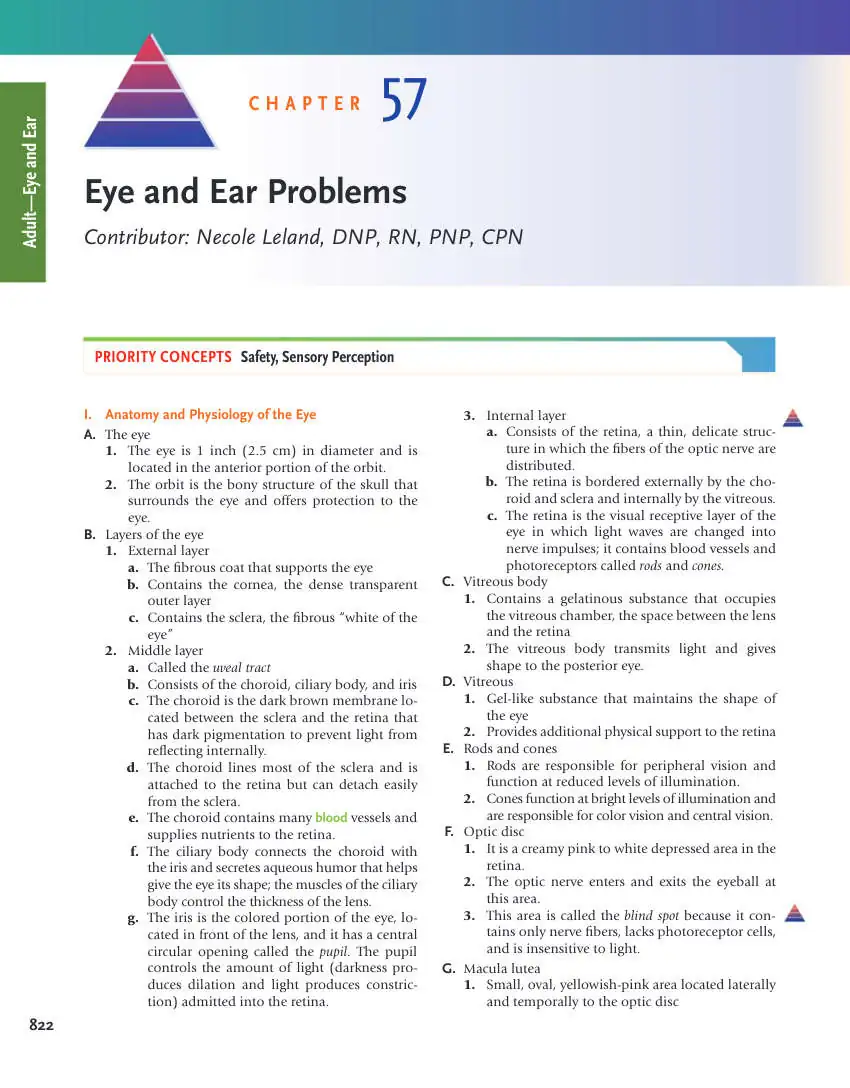 Adult—Eye and Ear
CHAPTER 57
Eye and Ear Problems
Contributor: Necole Leland, DNP, RN, PNP, CPN
PRIORITY CONCEPTS Safety, Sensory Perception
I. Anatomy and Physiology of the Eye
A. The eye
1. The eye is 1 inch (2.5 cm) in diameter and is
located in the anterior portion of the orbit.
2. The orbit is the bony structure of the skull that
surrounds the eye and offers protection to the
eye.
B. Layers of the eye
1. External layer
a. The fibrous coat that supports the eye
b. Contains the cornea, the dense transparent
outer layer
c. Contains the sclera, the fibrous “white of the
eye”
2. Middle layer
a. Called the uveal tract
b. Consists of the choroid, ciliary body, and iris
c. The choroid is the dark brown membrane lo-
cated between the sclera and the retina that
has dark pigmentation to prevent light from
reflecting internally.
d. The choroid lines most of the sclera and is
attached to the retina but can detach easily
from the sclera.
e. The choroid contains many blood vessels and
supplies nutrients to the retina.
f. The ciliary body connects the choroid with
the iris and secretes aqueous humor that helps
give the eye its shape; the muscles of the ciliary
body control the thickness of the lens.
g. The iris is the colored portion of the eye, lo-
cated in front of the lens, and it has a central
circular opening called the pupil. The pupil
controls the amount of light (darkness pro-
duces dilation and light produces constric-
tion) admitted into the retina.
3. Internal layer
a. Consists of the retina, a thin, delicate struc-
ture in which the fibers of the optic nerve are
distributed.
b. The retina is bordered externally by the cho-
roid and sclera and internally by the vitreous.
c. The retina is the visual receptive layer of the
eye in which light waves are changed into
nerve impulses; it contains blood vessels and
photoreceptors called rods and cones.
C. Vitreous body
1. Contains a gelatinous substance that occupies
the vitreous chamber, the space between the lens
and the retina
2. The vitreous body transmits light and gives
shape to the posterior eye.
D. Vitreous
1. Gel-like substance that maintains the shape of
the eye
2. Provides additional physical support to the retina
E. Rods and cones
1. Rods are responsible for peripheral vision and
function at reduced levels of illumination.
2. Cones function at bright levels of illumination and
are responsible for color vision and central vision.
F. Optic disc
1. It is a creamy pink to white depressed area in the
retina.
2. The optic nerve enters and exits the eyeball at
this area.
3. This area is called the blind spot because it con-
tains only nerve fibers, lacks photoreceptor cells,
and is insensitive to light.
G. Macula lutea
1. Small, oval, yellowish-pink area located laterally
and temporally to the optic disc
822